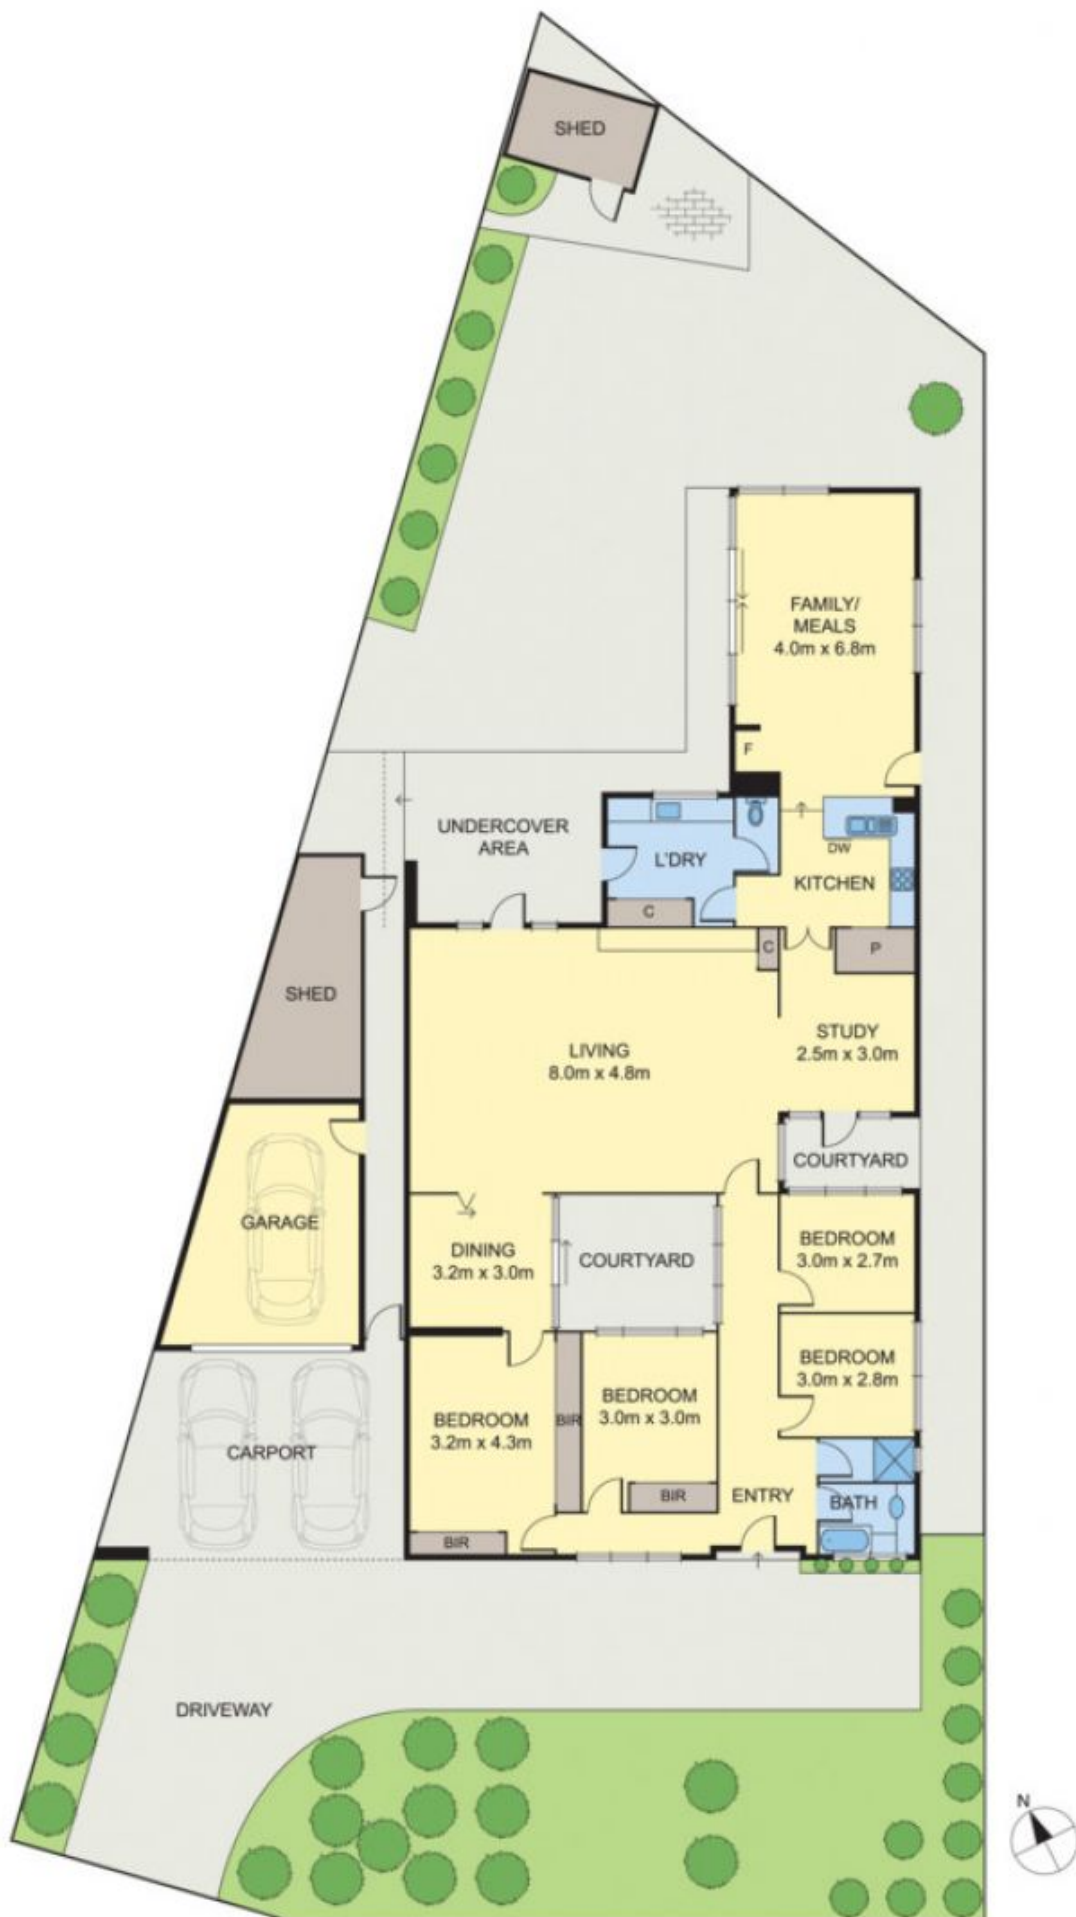 SHED
FAMILY/
MEALS
4.0m x 6.8m
F
UNDERCOVER
AREA
L'DRY
DW
KITCHEN
C
C
P
SHED
LIVING
8.0m x 4.8m
STUDY
2.5m x 3.0m
COURTYARD
GARAGE
DINING
3.2m x 3.0m
COURTYARD
BEDROOM
3.0m x 2.7m
BEDROOM
3.0m x 2.8m
BEDROOM
3.2m x 4.3m
BIR
BEDROOM
3.0m x 3.0m
CARPORT
BIR
ENTRY
BATH
BIR
DRIVEWAY
N